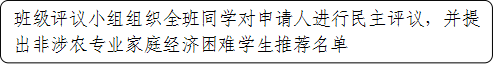 班级评议小组组织全班同学对申请人进行民主评议，并提
出非涉农专业家庭经济困难学生推荐名单